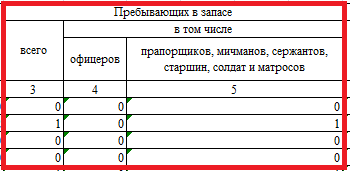 Пребывающих в запасе
всего
в том числе
офицеров
прапорщиков, мичманов, сержантов,
старшин, солдат и матросов
3 4 5
0 0 0
1 0 1
0 0 0
0 0 0